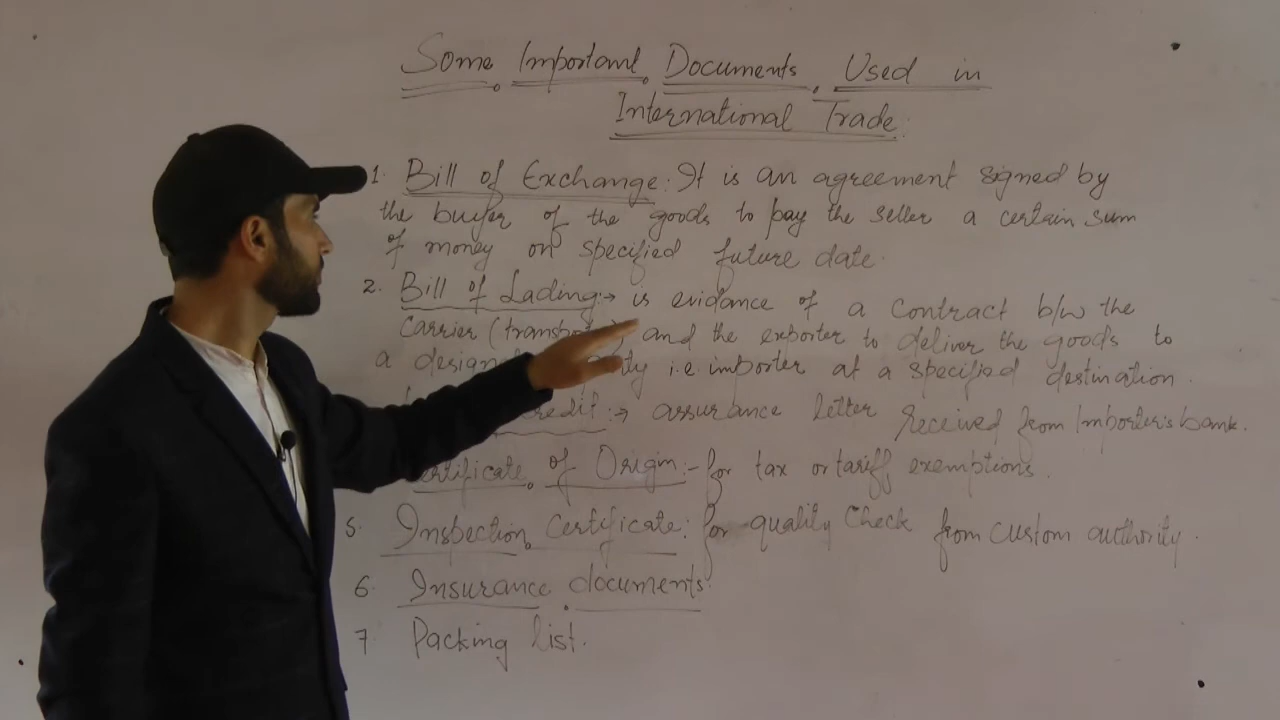 Some Important Documents Used in
International Trade.
1. Bill of Exchange: It is an agreement signed by
the buyer of the goods to pay the seller a certain sum
of money on specified future date.
2. Bill of Lading:→ is evidance of a contract b/w the
carrier ( and the exporter to deliver the goods to
a i.e importer at a specified destination.
:→ assurance letter received from Importer's bank.
of Origin:- for tax or tariff exemptions.
5. Inspection Certificate: for quality check from custom authority.
6 Insurance documents:
7 Packing list.